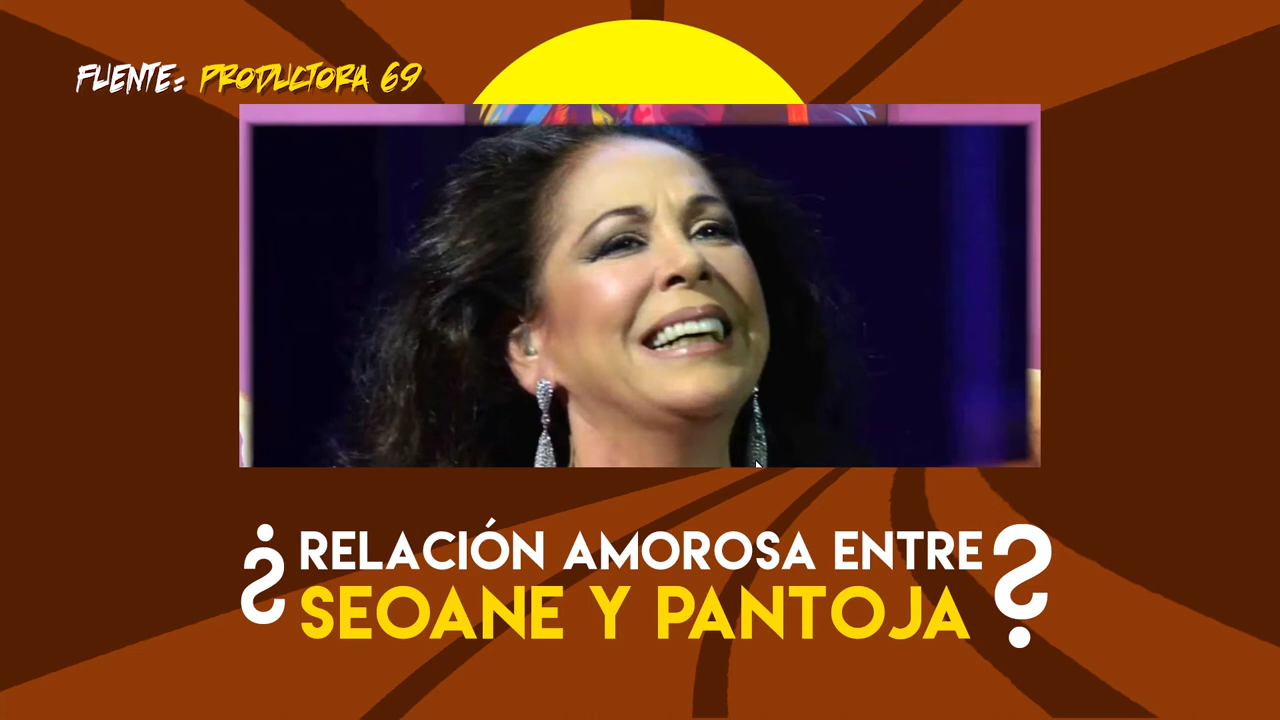 FUENTE: PRODUCTORA 69
¿RELACIÓN AMOROSA ENTRE
SEOANE Y PANTOJA?